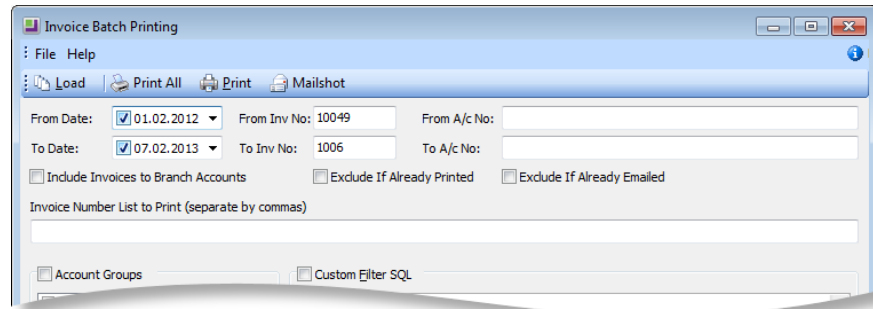 Invoice Batch Printing
File Help
Load Print All Print Mailshot
From Date: 01.02.2012 From Inv No: 10049 From A/c No:
To Date: 07.02.2013 To Inv No: 1006 To A/c No:
Include Invoices to Branch Accounts Exclude If Already Printed Exclude If Already Emailed
Invoice Number List to Print (separate by commas)
Account Groups Custom Filter SQL